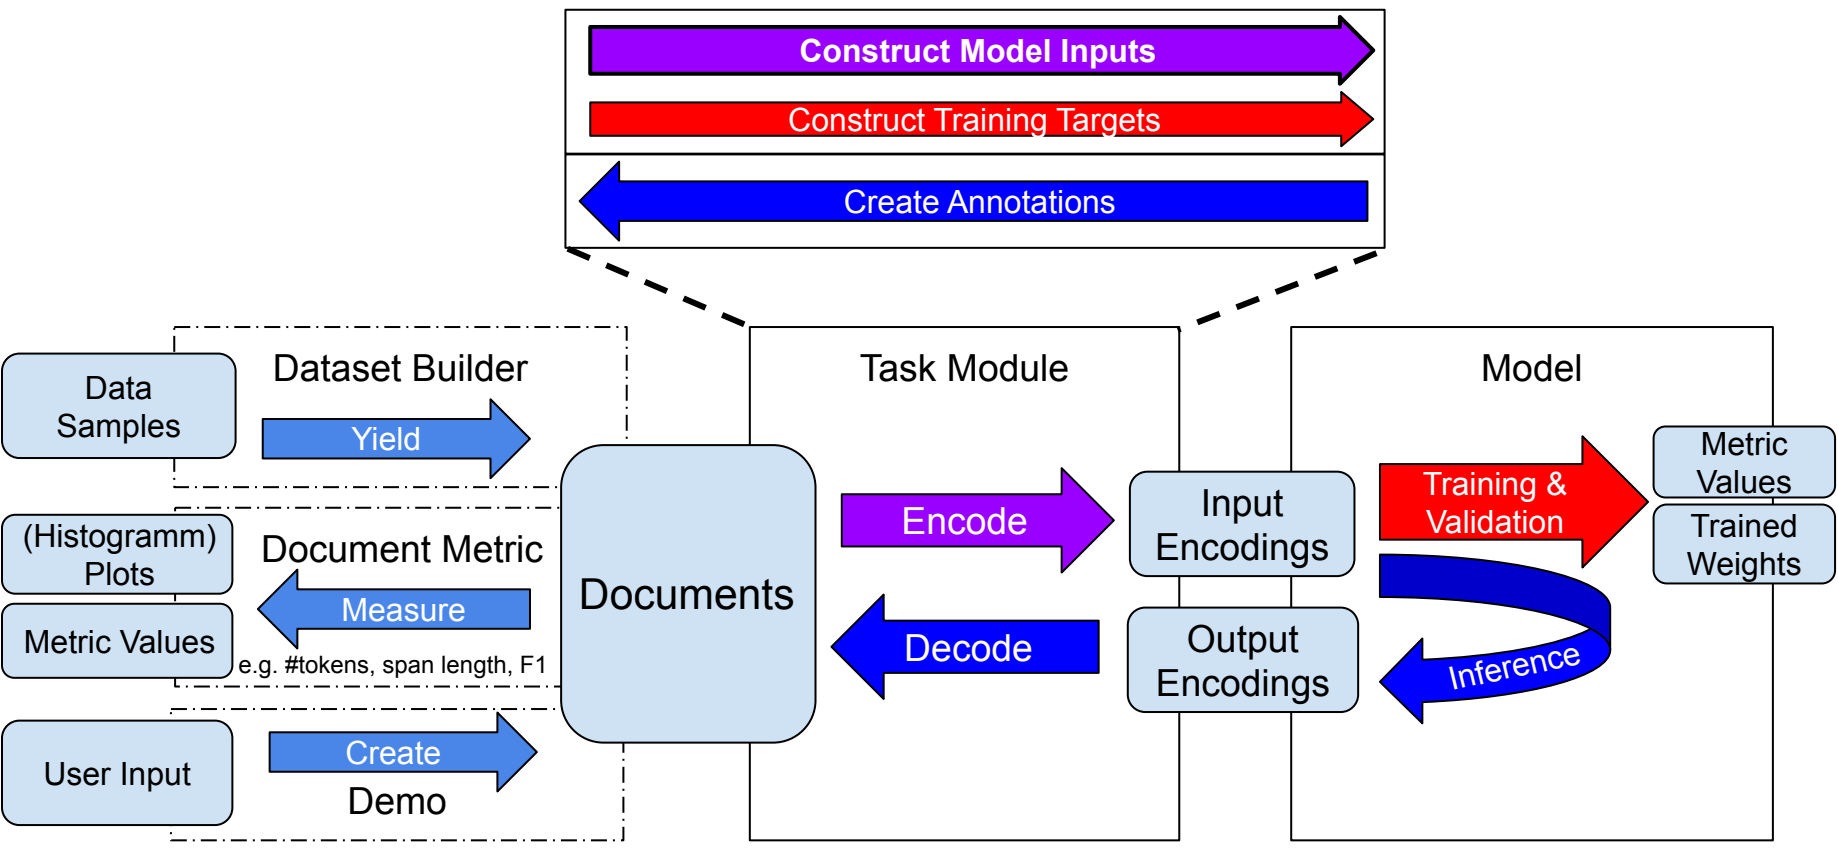 Construct Model Inputs
Construct Training Targets
Create Annotations
Dataset Builder
Data
Samples
Yield
(Histogramm)
Plots
Document Metric
Measure
Metric Values
e.g. #tokens, span length, F1
User Input
Create
Demo
Documents
Task Module
Encode
Decode
Input
Encodings
Output
Encodings
Model
Training &
Validation
Inference
Metric
Values
Trained
Weights